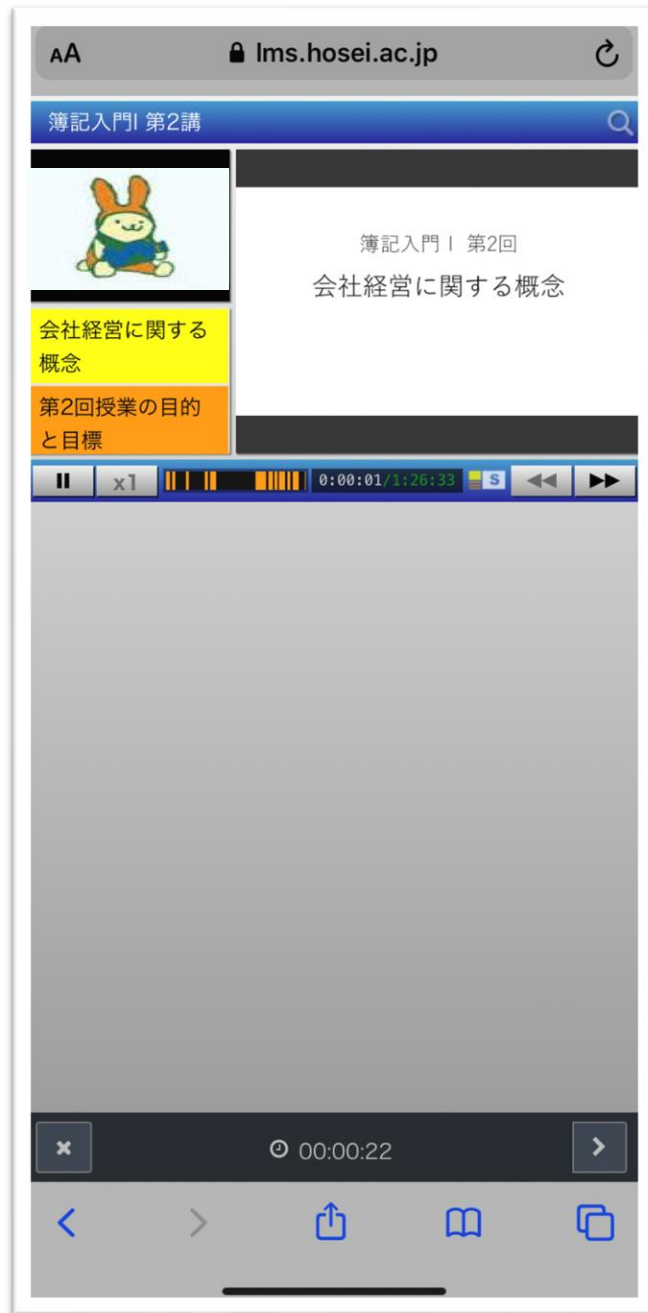 AA
lms.hosei.ac.jp
簿記入門I 第2講
簿記入門 I 第2回
会社経営に関する概念
会社経営に関する
概念
第2回授業の目的
と目標
x1
0:00:01/1:26:33
S
00:00:22